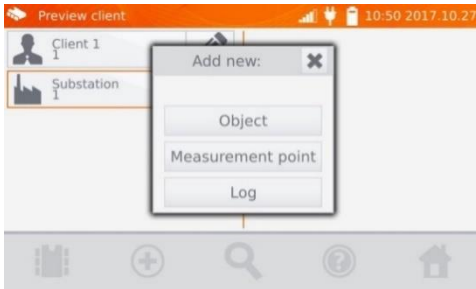 Preview client
10:50 2017.10.27
Client 1
1
Substation
1
Add new:
Object
Measurement point
Log